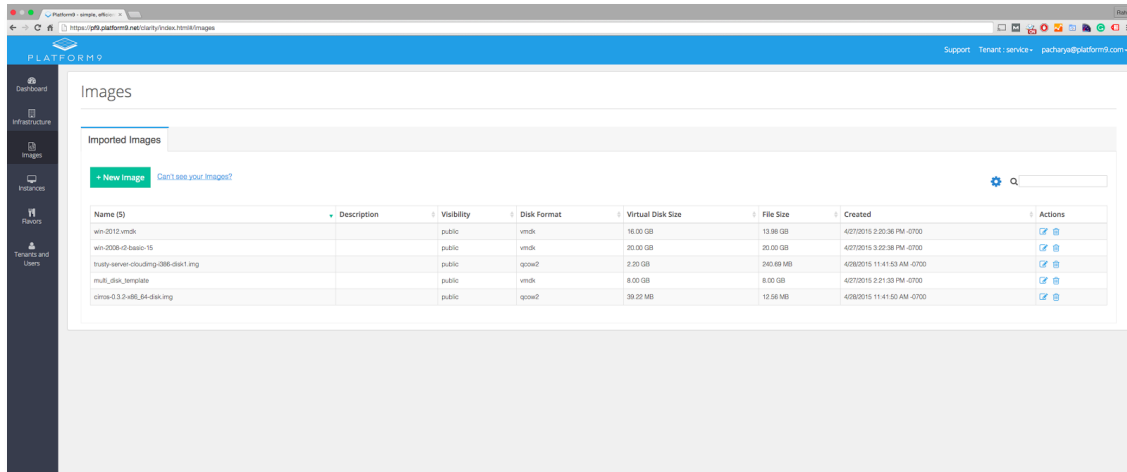 Platform9 - simple, efficien
Ran
https://pf9.platform9.net/clarity/index.html#/images
PLATFORM9
Support Tenant : service pacharya@platform9.com
Dashboard
Infrastructure
Images
Instances
Flavors
Tenants and
Users
Images
Imported Images
+ New Image Can't see your Images?
Name (5) Description Visibility Disk Format Virtual Disk Size File Size Created Actions
win-2012.vmdk public vmdk 16.00 GB 13.98 GB 4/27/2015 2:20:36 PM -0700
win-2008-r2-basic-15 public vmdk 20.00 GB 20.00 GB 4/27/2015 3:22:38 PM -0700
trusty-server-cloudimg-i386-disk1.img public qcow2 2.20 GB 240.69 MB 4/28/2015 11:41:53 AM -0700
multi_disk_template public vmdk 8.00 GB 8.00 GB 4/27/2015 2:21:33 PM -0700
cirros-0.3.2-x86_64-disk.img public qcow2 39.22 MB 12.56 MB 4/28/2015 11:41:50 AM -0700